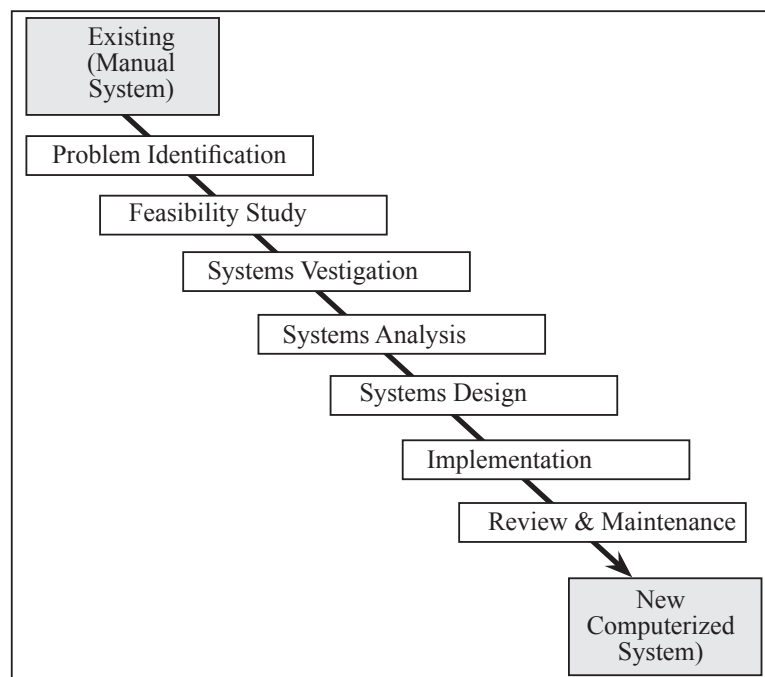 Existing
(Manual
System)
Problem Identification
Feasibility Study
Systems Vestigation
Systems Analysis
Systems Design
Implementation
Review & Maintenance
New
Computerized
System)